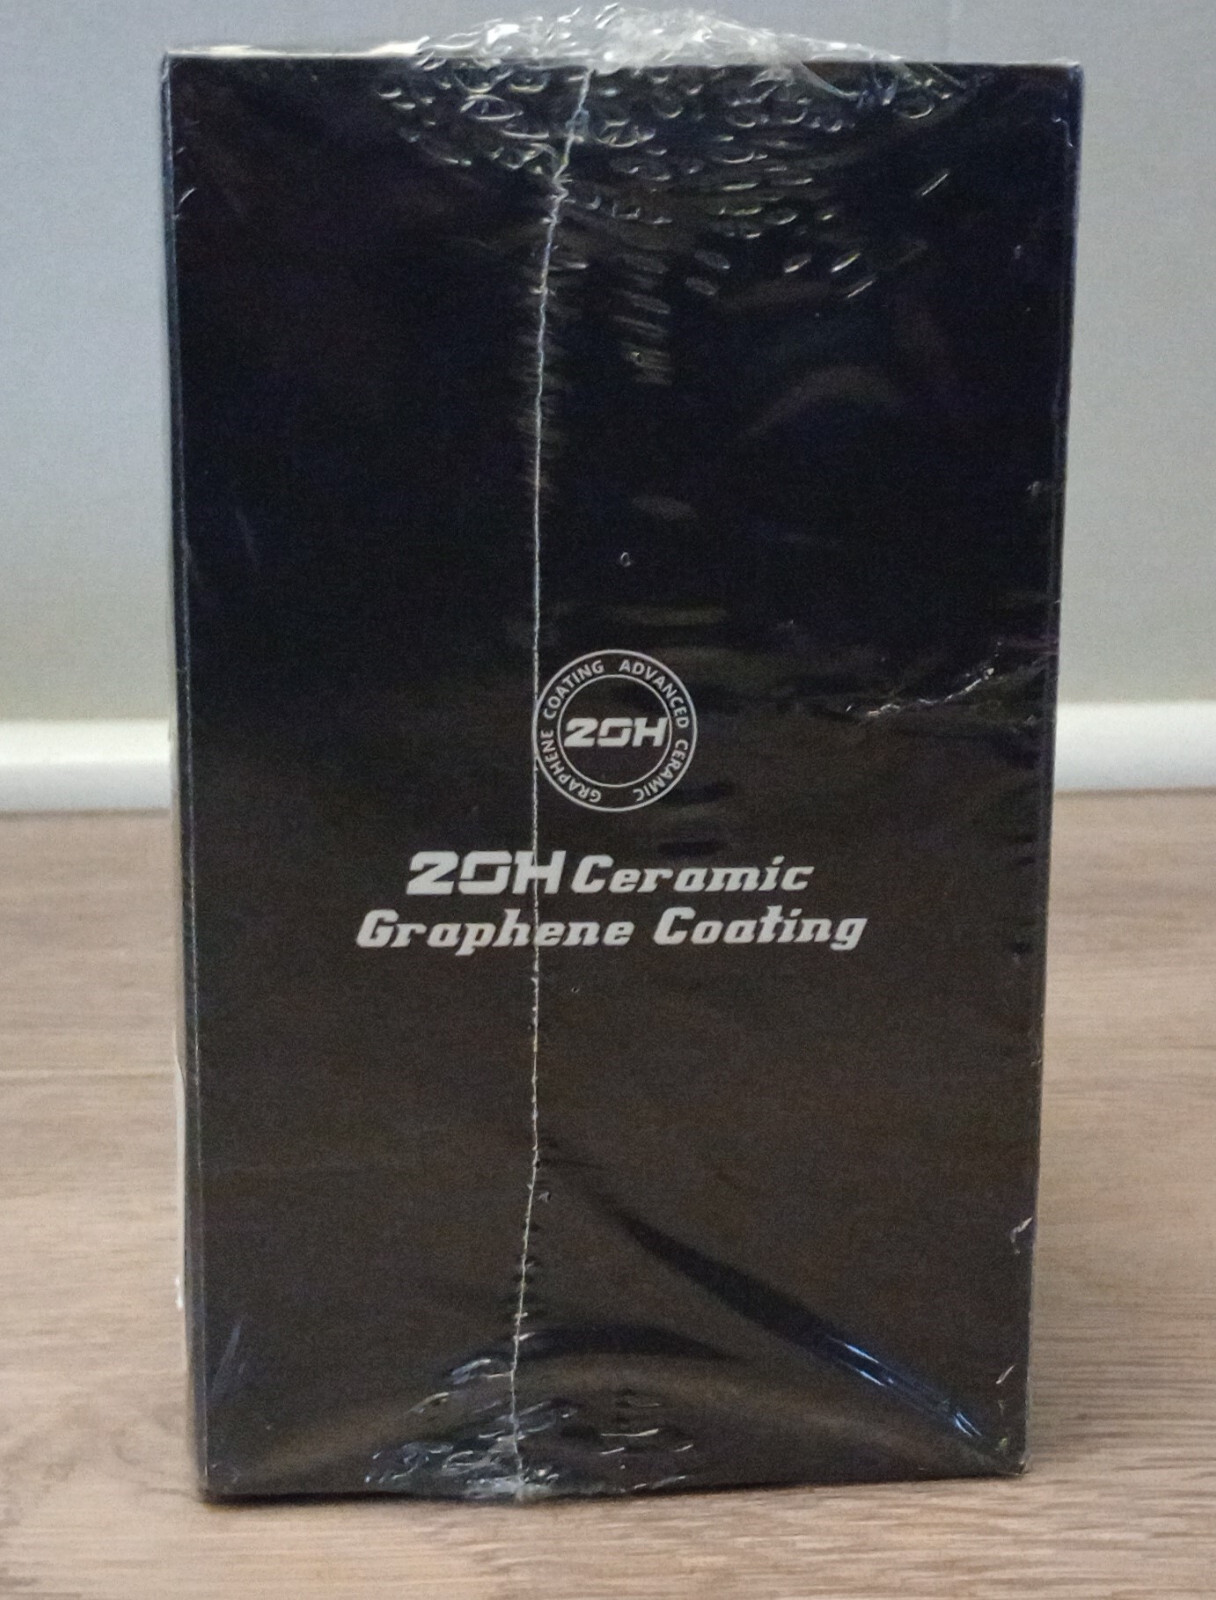 GRAPHENE COATING ADVANCED CERAMIC
20H
20H Ceramic
Graphene Coating